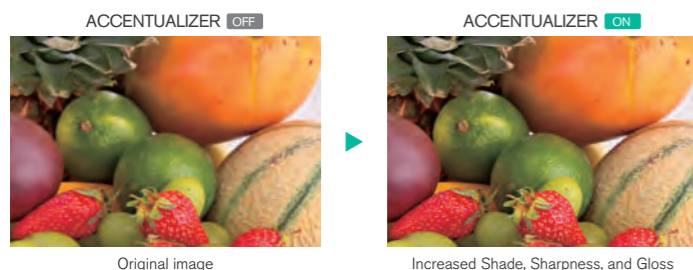 ACCENTUALIZER OFF
ACCENTUALIZER ON
Original image
Increased Shade, Sharpness, and Gloss